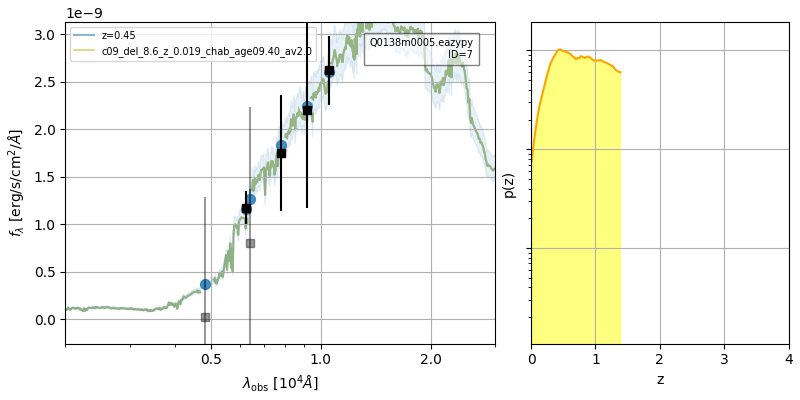 1e−9
z=0.45
c09_del_8.6_z_0.019_chab_age09.40_av2.0
Q0138m0005.eazypy
ID=7
3.0
2.5
2.0
1.5
1.0
0.5
0.0
fλ [erg/s/cm²/Å]
0.5
1.0
2.0
λobs [10⁴Å]
p(z)
0
1
2
3
4
z